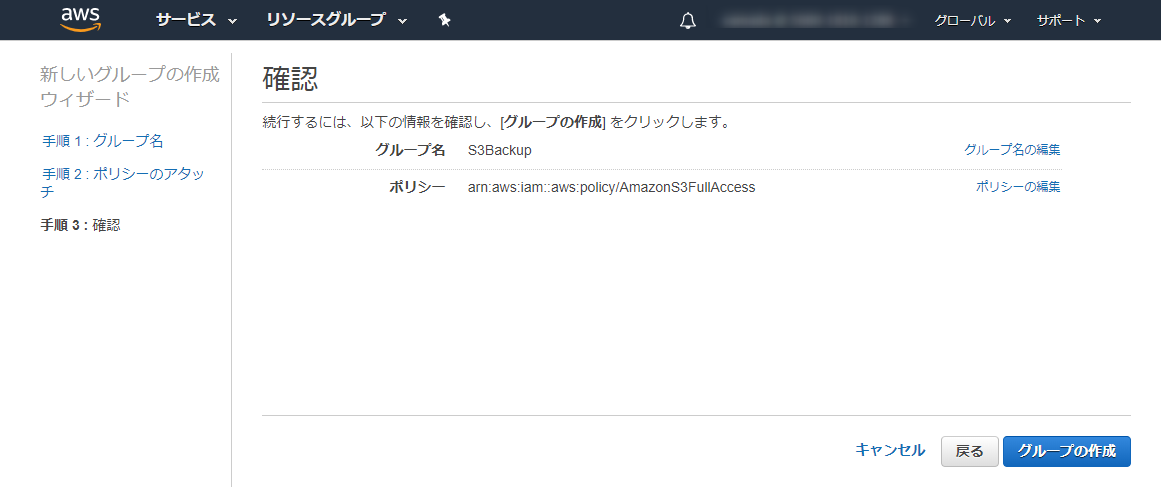 aws サービス リソースグループ グローバル サポート
新しいグループの作成
ウィザード
手順 1 : グループ名
手順 2 : ポリシーのアタッ
チ
手順 3 : 確認
確認
続行するには、以下の情報を確認し、[グループの作成] をクリックします。
グループ名 S3Backup グループ名の編集
ポリシー arn:aws:iam::aws:policy/AmazonS3FullAccess ポリシーの編集
キャンセル 戻る グループの作成